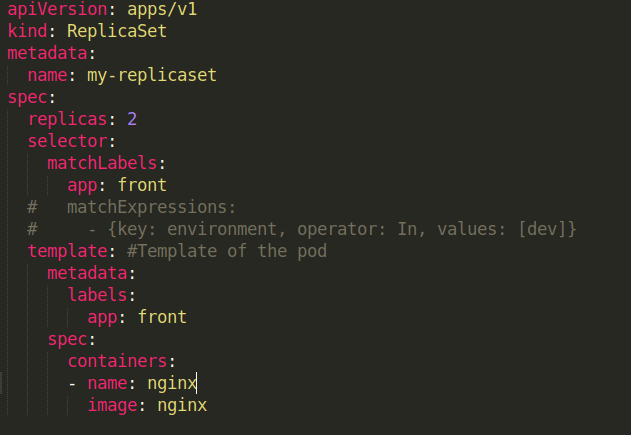 apiVersion: apps/v1
kind: ReplicaSet
metadata:
  name: my-replicaset
spec:
  replicas: 2
  selector:
    matchLabels:
      app: front
  #   matchExpressions:
  #     - {key: environment, operator: In, values: [dev]}
  template: #Template of the pod
    metadata:
      labels:
        app: front
    spec:
      containers:
      - name: nginx
        image: nginx